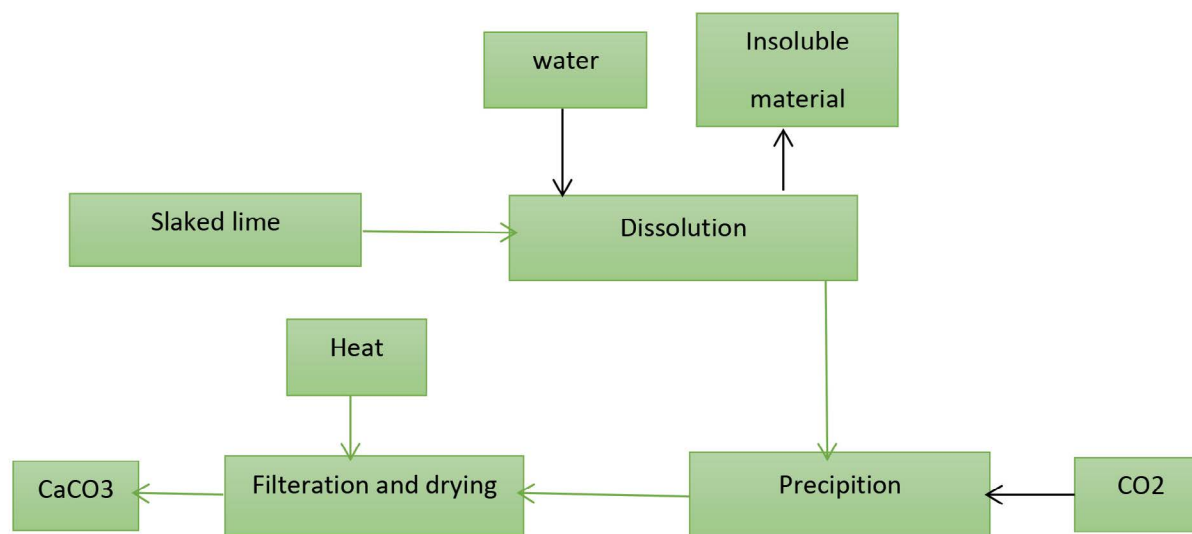 water
Insoluble
material
Slaked lime
Dissolution
Heat
CaCO3
Filteration and drying
Precipition
CO2